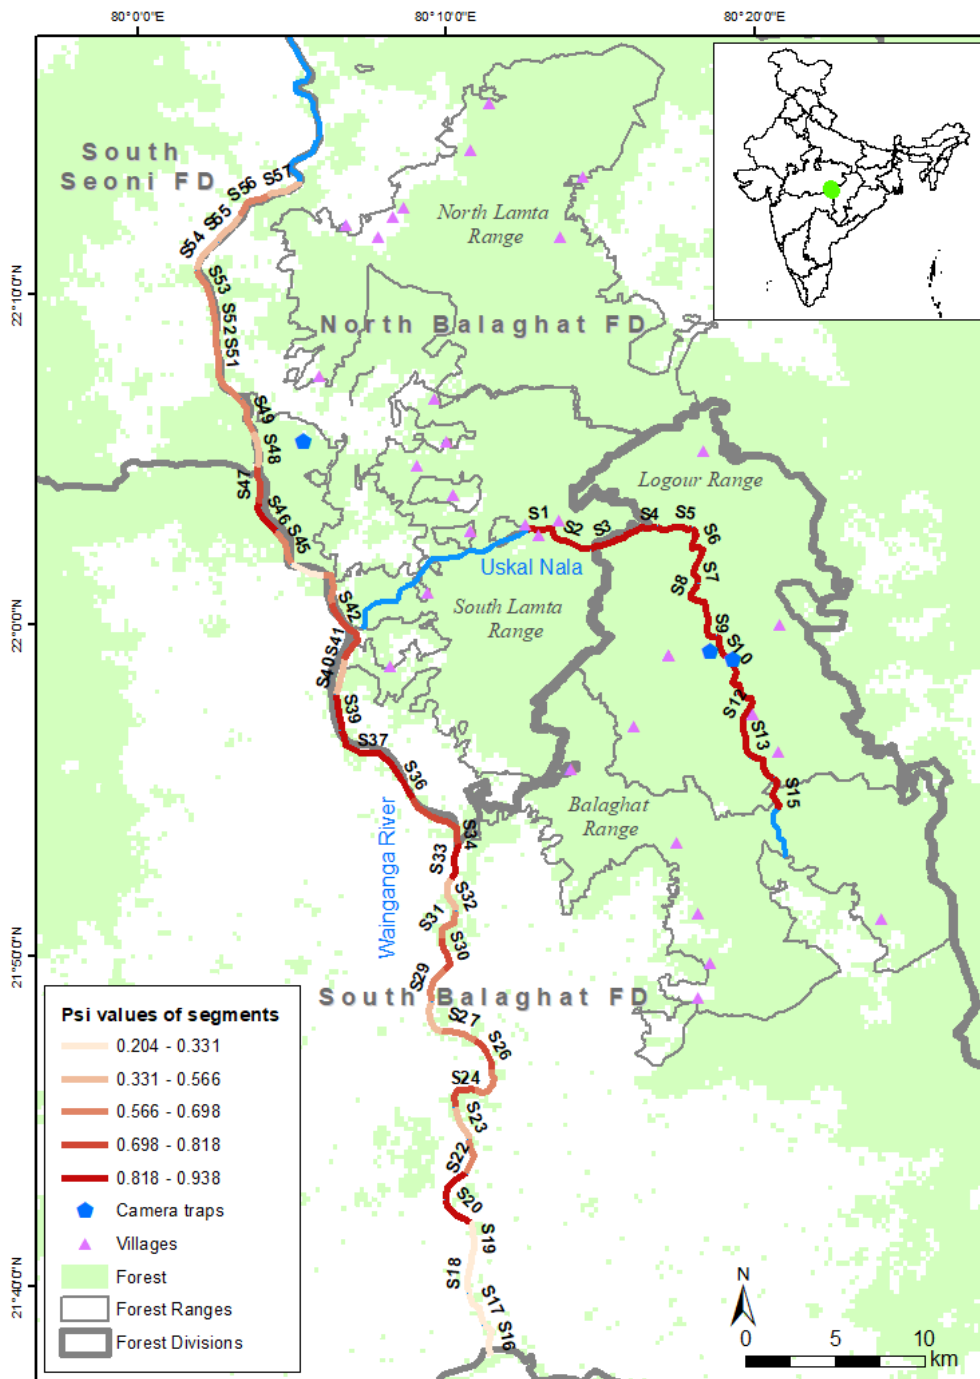 80°0'0"E
80°10'0"E
80°20'0"E
South
Seoni FD
S57
S56
S55
S54
S53
S52
S51
S49
S48
S47
S46
S45
S42
S41
S40
S39
S37
S36
S34
S33
S32
S31
S30
S29
S27
S26
S24
S23
S22
S20
S19
S18
S17
S16
North Lamta
Range
North Balaghat FD
Logour Range
S1
S2
S3
S4
S5
S6
S7
S8
S9
S10
S12
S13
S15
Uskal Nala
South Lamta
Range
Balaghat
Range
Wainganga River
South Balaghat FD
22°10'0"N
22°0'0"N
21°50'0"N
21°40'0"N
Psi values of segments
0.204 - 0.331
0.331 - 0.566
0.566 - 0.698
0.698 - 0.818
0.818 - 0.938
Camera traps
Villages
Forest
Forest Ranges
Forest Divisions
N
0 5 10
km